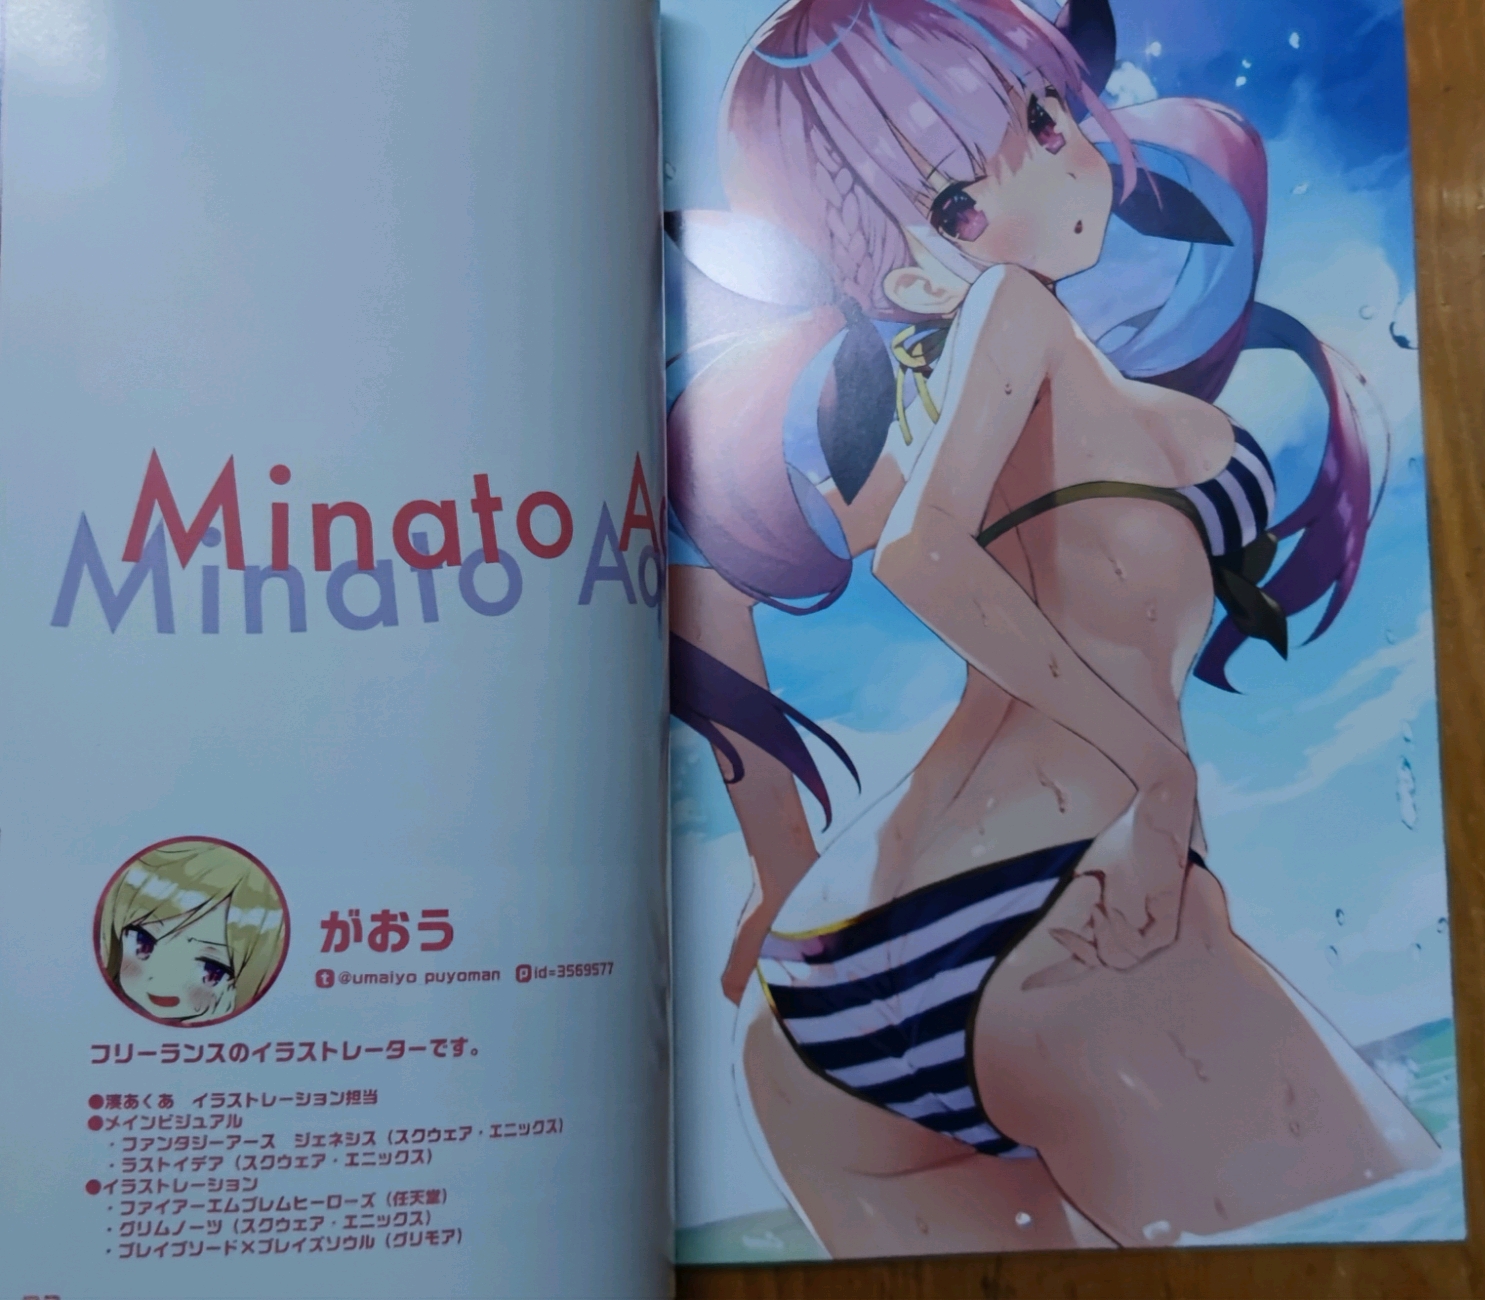 Minato A
Minato Aq
がおう
t @umaiyo puyoman p id=3569577
フリーランスのイラストレーターです。
●湊あくあ イラストレーション担当
●メインビジュアル
・ファンタジーアース ジェネシス（スクウェア・エニックス）
・ラストイデア（スクウェア・エニックス）
●イラストレーション
・ファイアーエムブレムヒーローズ（任天堂）
・グリムノーツ（スクウェア・エニックス）
・ブレイブソード×ブレイズソウル（グリモア）